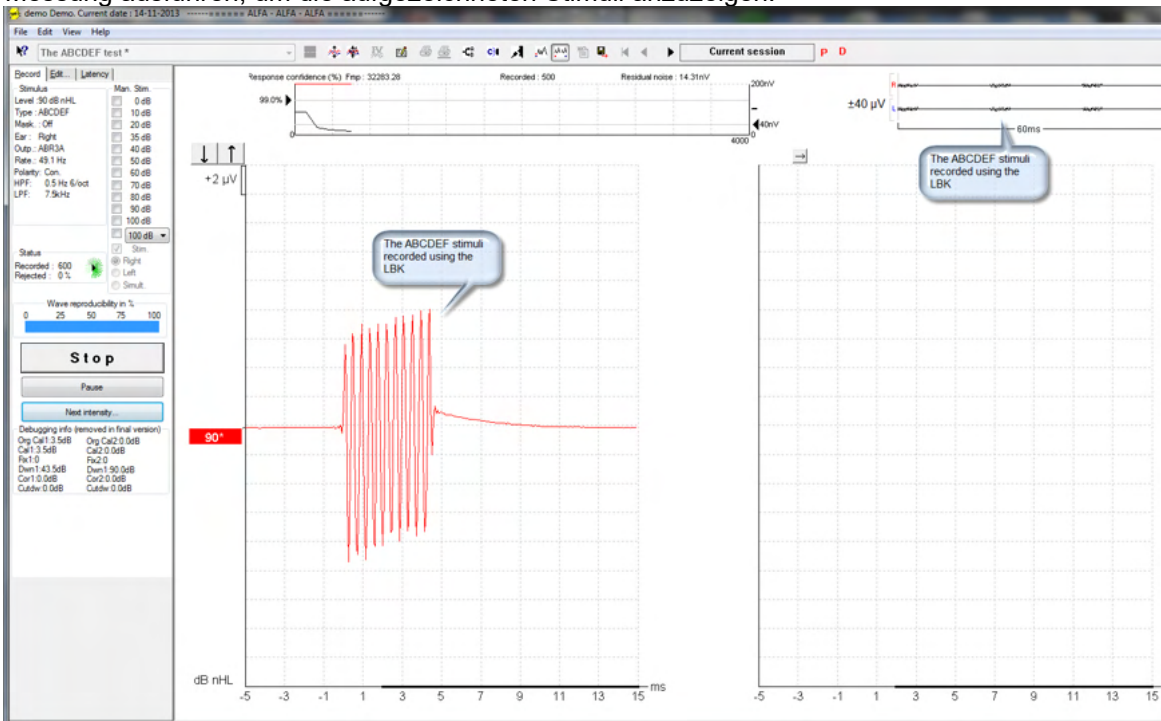 Messung ausführen, um die aufgezeichneten Stimuli anzuzeigen.
demo Demo. Current date : 14-11-2013 ------===== ALFA - ALFA - ALFA =====------
File Edit View Help
The ABCDEF test *
Current session P D
Record Edit... Latency
Stimulus
Level :90 dB nHL
Type : ABCDEF
Mask. : Off
Ear : Right
Outp.: ABR3A
Rate.: 49.1 Hz
Polarity: Con.
HPF: 0.5 Hz 6/oct
LPF: 7.5kHz
Man. Stim.
0 dB
10 dB
20 dB
35 dB
40 dB
50 dB
60 dB
70 dB
80 dB
90 dB
100 dB
100 dB
Stim.
Right
Left
Simult.
Status
Recorded : 600
Rejected : 0 %
Wave reproducibility in %
0 25 50 75 100
Stop
Pause
Next intensity...
Debugging info (removed in final version)
Org Cal1:3.5dB Org Cal2:0.0dB
Cal1:3.5dB Cal2:0.0dB
Fix1:0 Fix2:0
Dwn1:43.5dB Dwn1:90.0dB
Cor1:0.0dB Cor2:0.0dB
Cutdw:0.0dB Cutdw:0.0dB
Response confidence (%) Fmp : 32283.28 Recorded : 500 Residual noise : 14.31nV
99.0%
0
200nV
40nV
0
4000
+2 µV
The ABCDEF stimuli
recorded using the
LBK
90*
dB nHL
-5 -3 -1 1 3 5 7 9 11 13 15 ms
±40 µV
R
L
60ms
The ABCDEF stimuli
recorded using the
LBK
-5 -3 -1 1 3 5 7 9 11 13 15